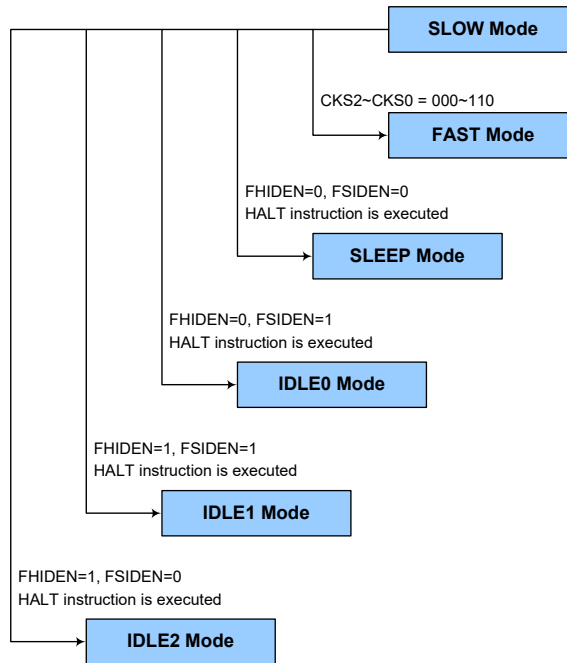 SLOW Mode
CKS2~CKS0 = 000~110
FAST Mode
FHIDEN=0, FSIDEN=0
HALT instruction is executed
SLEEP Mode
FHIDEN=0, FSIDEN=1
HALT instruction is executed
IDLE0 Mode
FHIDEN=1, FSIDEN=1
HALT instruction is executed
IDLE1 Mode
FHIDEN=1, FSIDEN=0
HALT instruction is executed
IDLE2 Mode